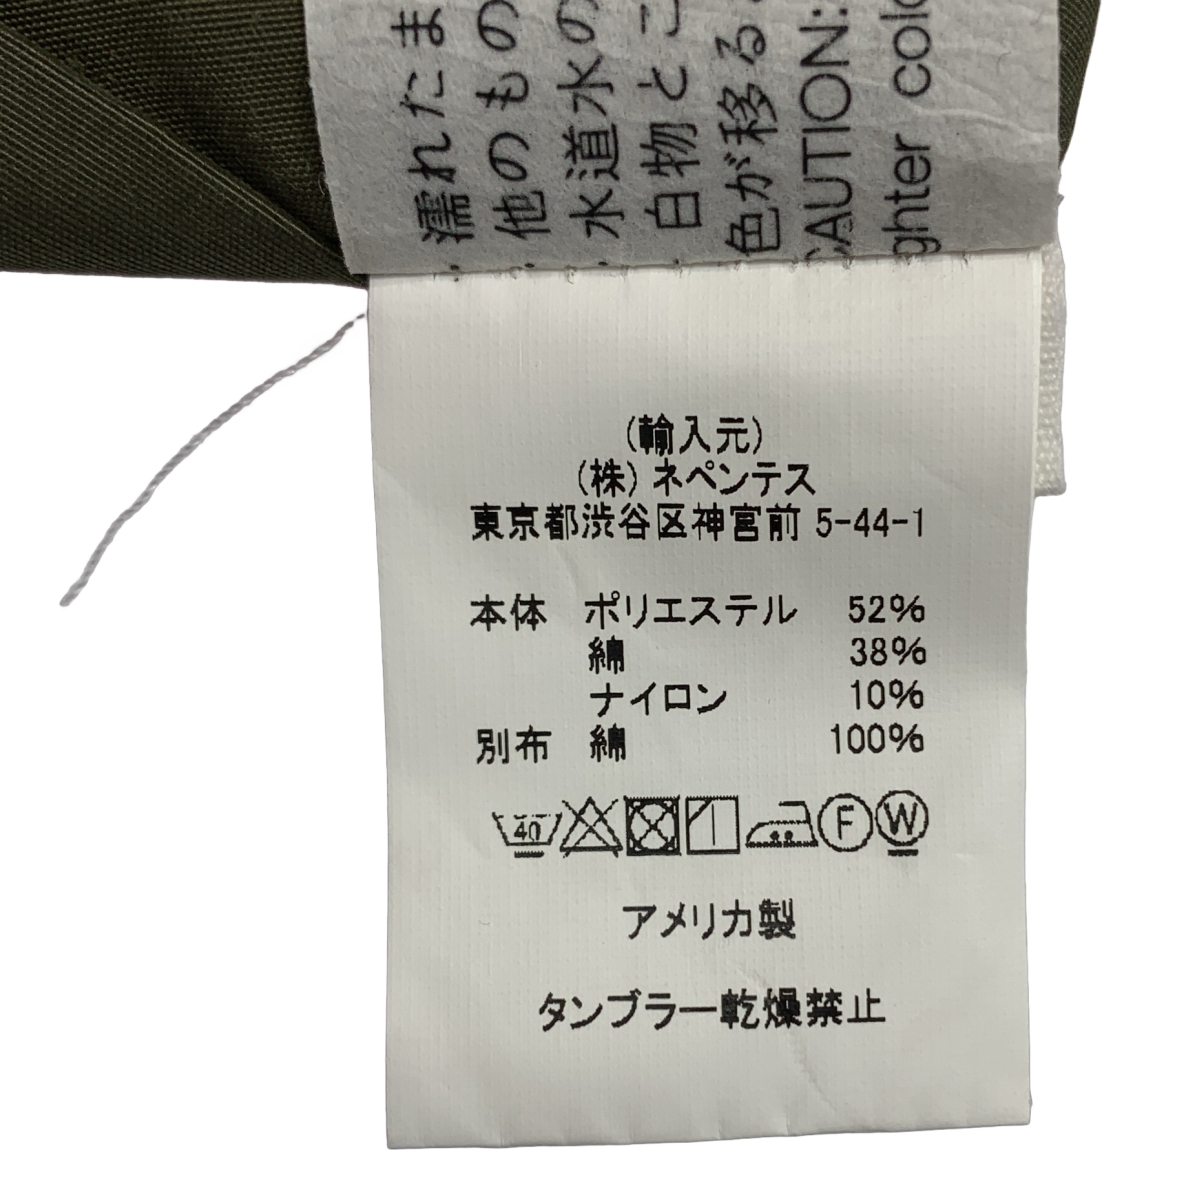 濡れたま
他のもの
水道水の
白物とこ
色が移る
CAUTION:
ghter colo
(輸入元)
(株) ネペンテス
東京都渋谷区神宮前 5-44-1
本体 ポリエステル 52%
綿 38%
ナイロン 10%
別布 綿 100%
40 F W
アメリカ製
タンブラー乾燥禁止